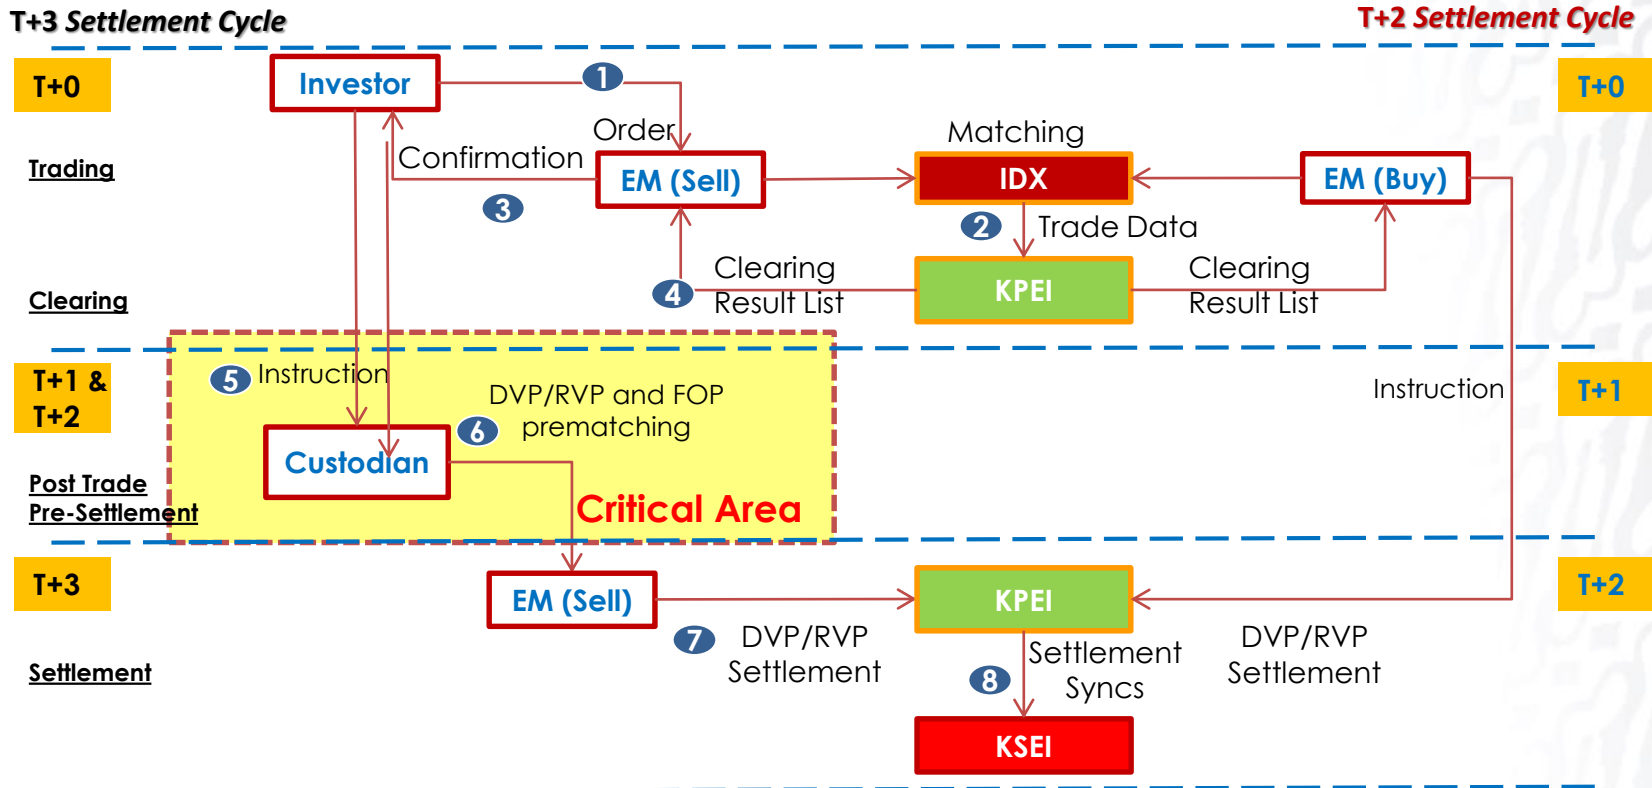 T+3 Settlement Cycle
T+2 Settlement Cycle
T+0
Investor
1
T+0
Order
Matching
Trading
Confirmation
EM (Sell)
IDX
EM (Buy)
3
2
Trade Data
Clearing
Result List
4
KPEI
Clearing
Result List
Clearing
T+1 &
T+2
5
Instruction
DVP/RVP and FOP
prematching
6
Instruction
T+1
Custodian
Post Trade
Pre-Settlement
Critical Area
T+3
EM (Sell)
KPEI
T+2
7
DVP/RVP
Settlement
Settlement
Syncs
8
DVP/RVP
Settlement
Settlement
KSEI